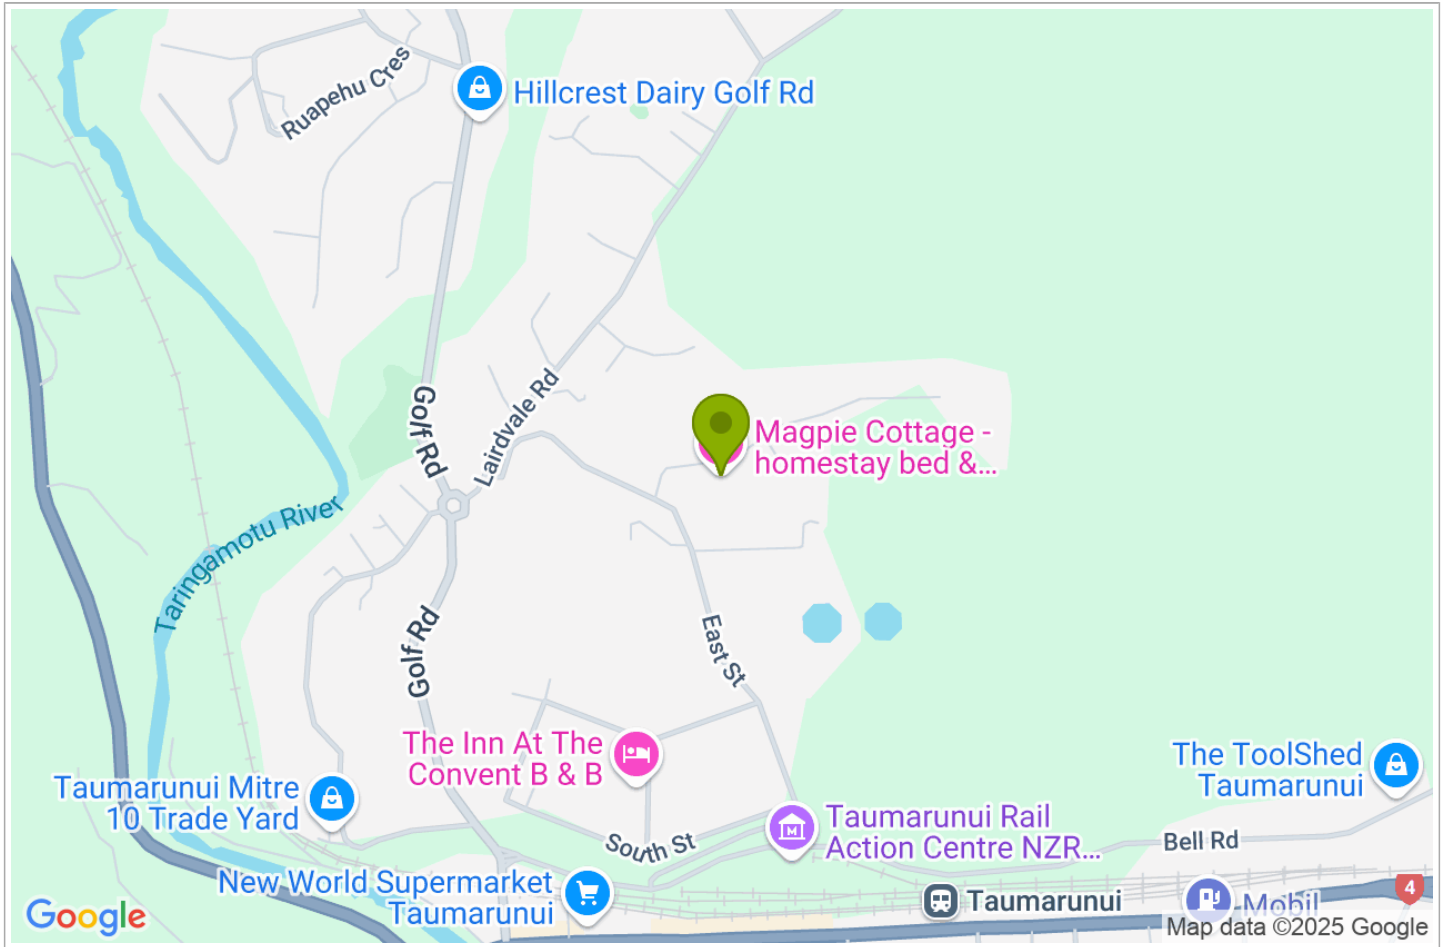 Ruapehu Cres
Hillcrest Dairy Golf Rd
Golf Rd
Lairdvale Rd
Magpie Cottage -
homestay bed &...
Taringamotu River
Golf Rd
East St
The Inn At The
Convent B & B
The ToolShed
Taumarunui
Taumarunui Mitre
10 Trade Yard
Taumarunui Rail
Action Centre NZR...
South St
Bell Rd
New World Supermarket
Taumarunui
Taumarunui
Mobil
4
Google
Map data ©2025 Google